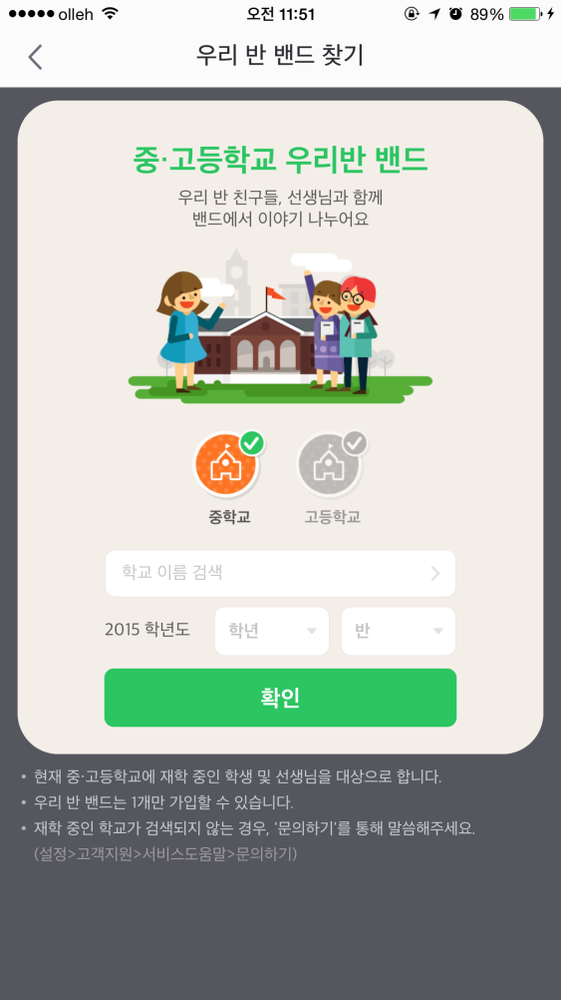 olleh 오전 11:51 89%
우리 반 밴드 찾기
중·고등학교 우리반 밴드
우리 반 친구들, 선생님과 함께
밴드에서 이야기 나누어요
중학교 고등학교
학교 이름 검색
2015 학년도 학년 반
확인
• 현재 중·고등학교에 재학 중인 학생 및 선생님을 대상으로 합니다.
• 우리 반 밴드는 1개만 가입할 수 있습니다.
• 재학 중인 학교가 검색되지 않는 경우, '문의하기'를 통해 말씀해주세요.
(설정>고객지원>서비스도움말>문의하기)